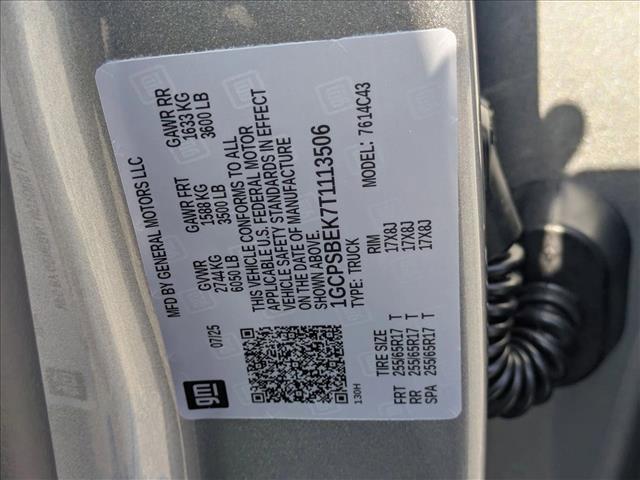 MFD BY GENERAL MOTORS LLC
07/25
GVWR
2744KG
6050 LB
GAWR FRT
1588 KG
3500 LB
GAWR RR
1633 KG
3600 LB
THIS VEHICLE CONFORMS TO ALL
APPLICABLE U.S. FEDERAL MOTOR
VEHICLE SAFETY STANDARDS IN EFFECT
ON THE DATE OF MANUFACTURE
SHOWN ABOVE.
1GCPSBEK7T1113506
TYPE: TRUCK
MODEL: 7614C43
gm
130H
TIRE SIZE RIM
FRT 255/65R17 T 17X8J
RR 255/65R17 T 17X8J
SPA 255/65R17 T 17X8J